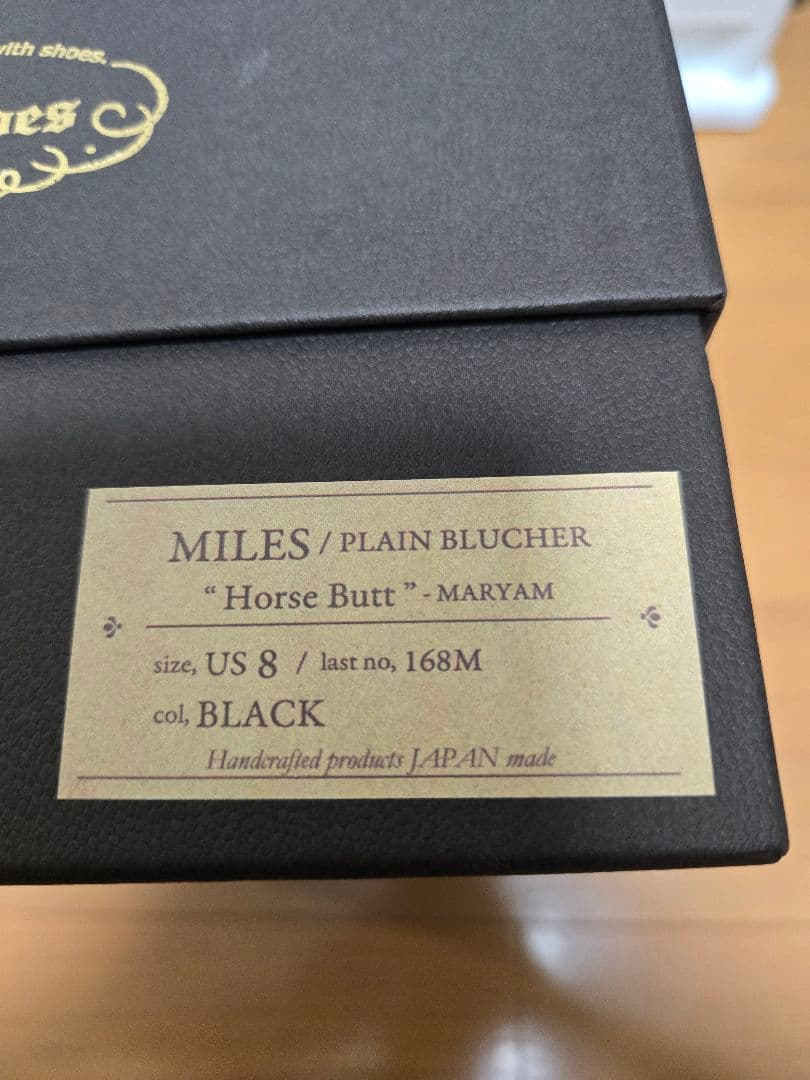 with shoes.
MILES / PLAIN BLUCHER
“ Horse Butt ” - MARYAM
size, US 8 / last no, 168M
col, BLACK
Handcrafted products JAPAN made